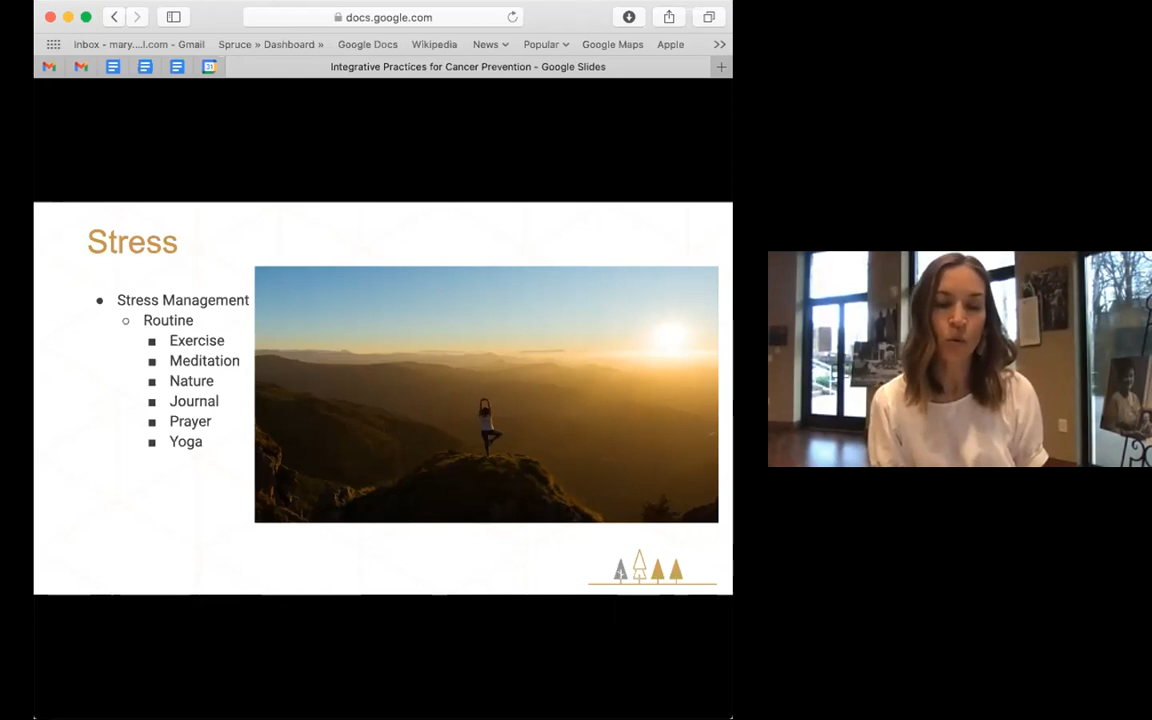 docs.google.com
Inbox - mary....l.com - Gmail Spruce » Dashboard » Google Docs Wikipedia News Popular Google Maps Apple
31 Integrative Practices for Cancer Prevention - Google Slides
Stress
● Stress Management
○ Routine
■ Exercise
■ Meditation
■ Nature
■ Journal
■ Prayer
■ Yoga